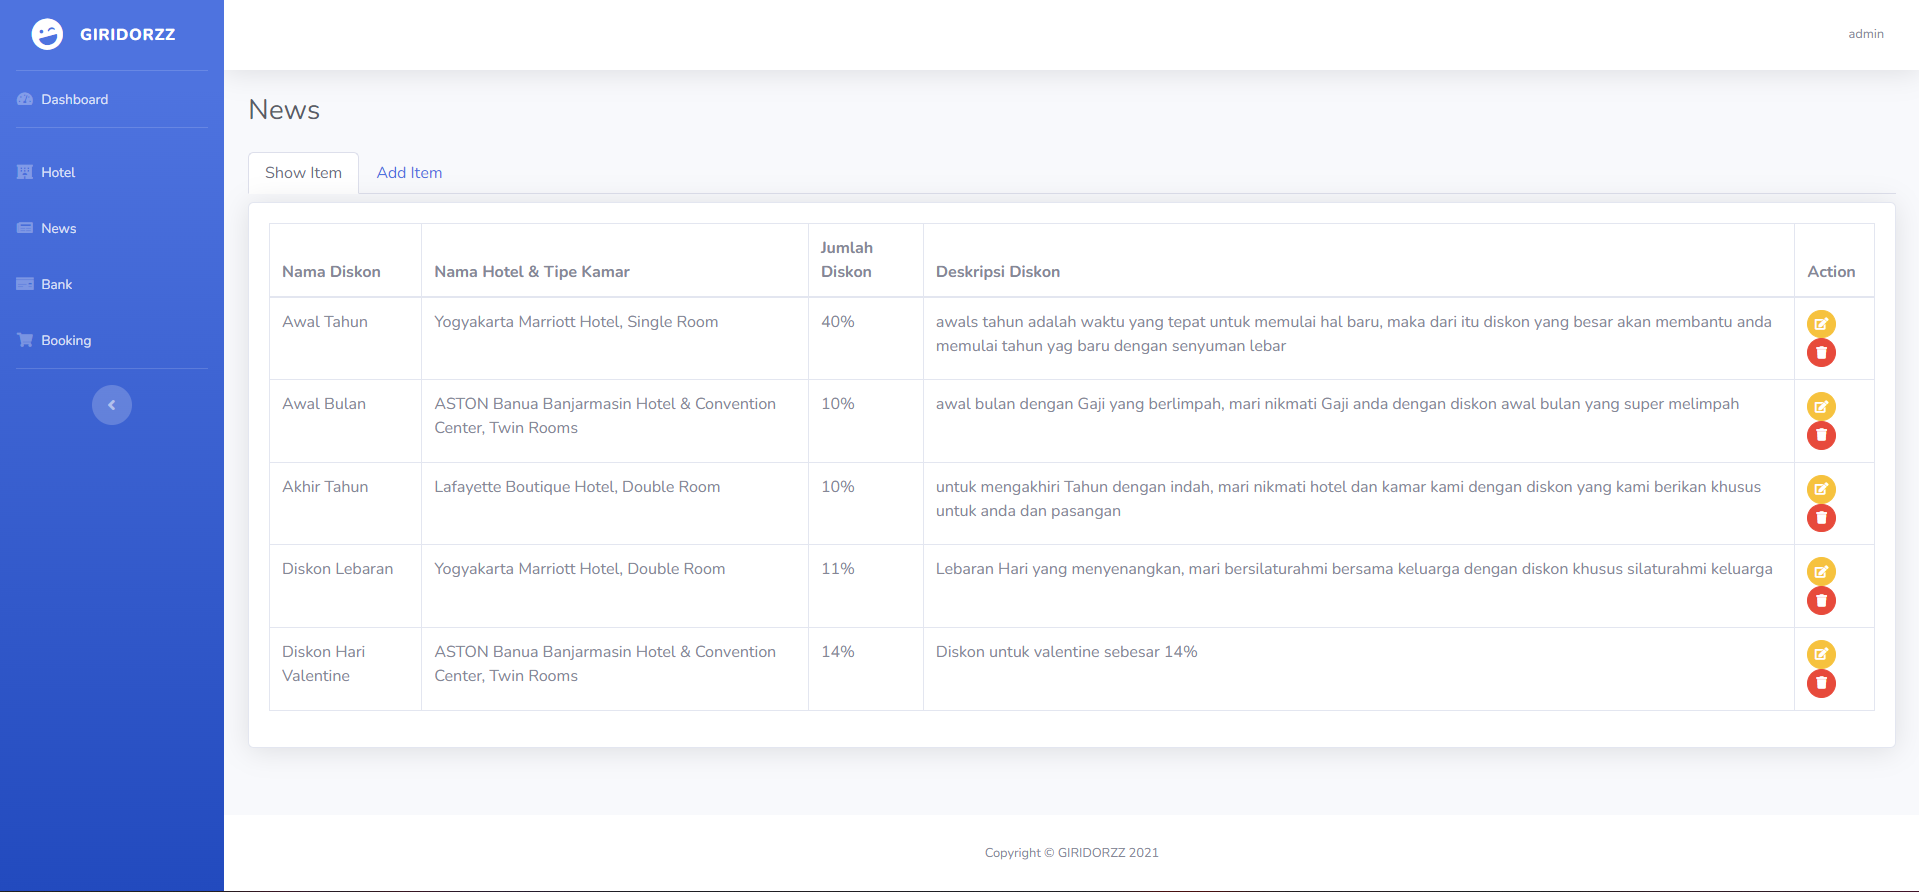 GIRIDORZZ
admin
Dashboard
Hotel
News
Bank
Booking
News
Show Item
Add Item
Nama Diskon
Nama Hotel & Tipe Kamar
Jumlah
Diskon
Deskripsi Diskon
Action
Awal Tahun
Yogyakarta Marriott Hotel, Single Room
40%
awals tahun adalah waktu yang tepat untuk memulai hal baru, maka dari itu diskon yang besar akan membantu anda
memulai tahun yag baru dengan senyuman lebar
Awal Bulan
ASTON Banua Banjarmasin Hotel & Convention
Center, Twin Rooms
10%
awal bulan dengan Gaji yang berlimpah, mari nikmati Gaji anda dengan diskon awal bulan yang super melimpah
Akhir Tahun
Lafayette Boutique Hotel, Double Room
10%
untuk mengakhiri Tahun dengan indah, mari nikmati hotel dan kamar kami dengan diskon yang kami berikan khusus
untuk anda dan pasangan
Diskon Lebaran
Yogyakarta Marriott Hotel, Double Room
11%
Lebaran Hari yang menyenangkan, mari bersilaturahmi bersama keluarga dengan diskon khusus silaturahmi keluarga
Diskon Hari
Valentine
ASTON Banua Banjarmasin Hotel & Convention
Center, Twin Rooms
14%
Diskon untuk valentine sebesar 14%
Copyright © GIRIDORZZ 2021